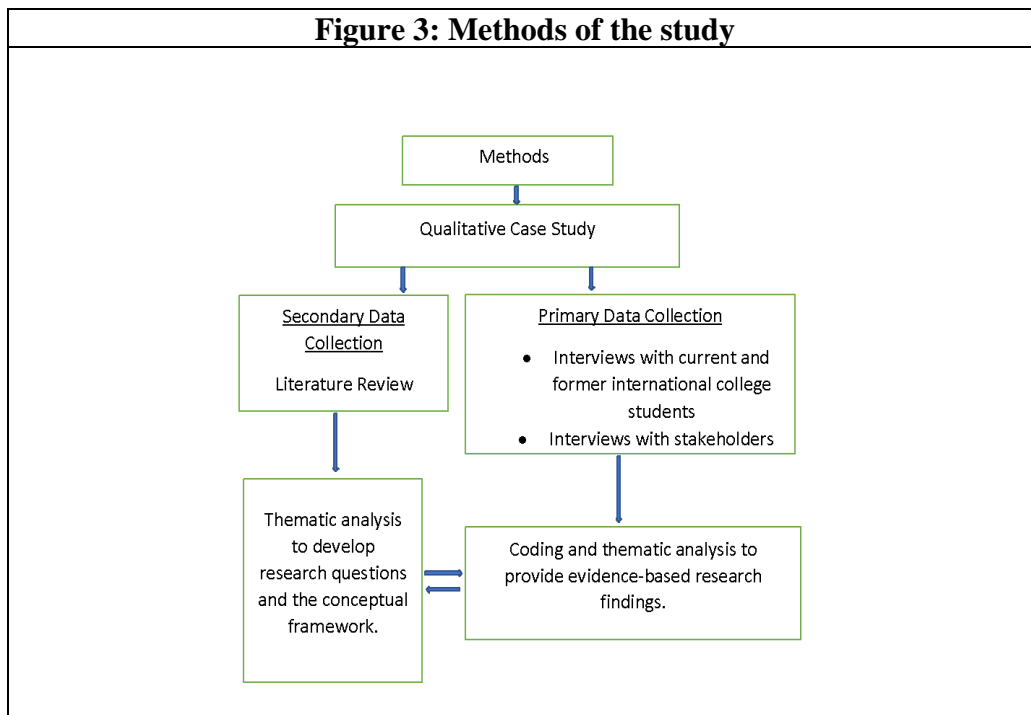 Figure 3: Methods of the study
Methods
Qualitative Case Study
Secondary Data
Collection
Literature Review
Primary Data Collection
● Interviews with current and
former international college
students
● Interviews with stakeholders
Thematic analysis
to develop
research questions
and the conceptual
framework.
Coding and thematic analysis to
provide evidence-based research
findings.